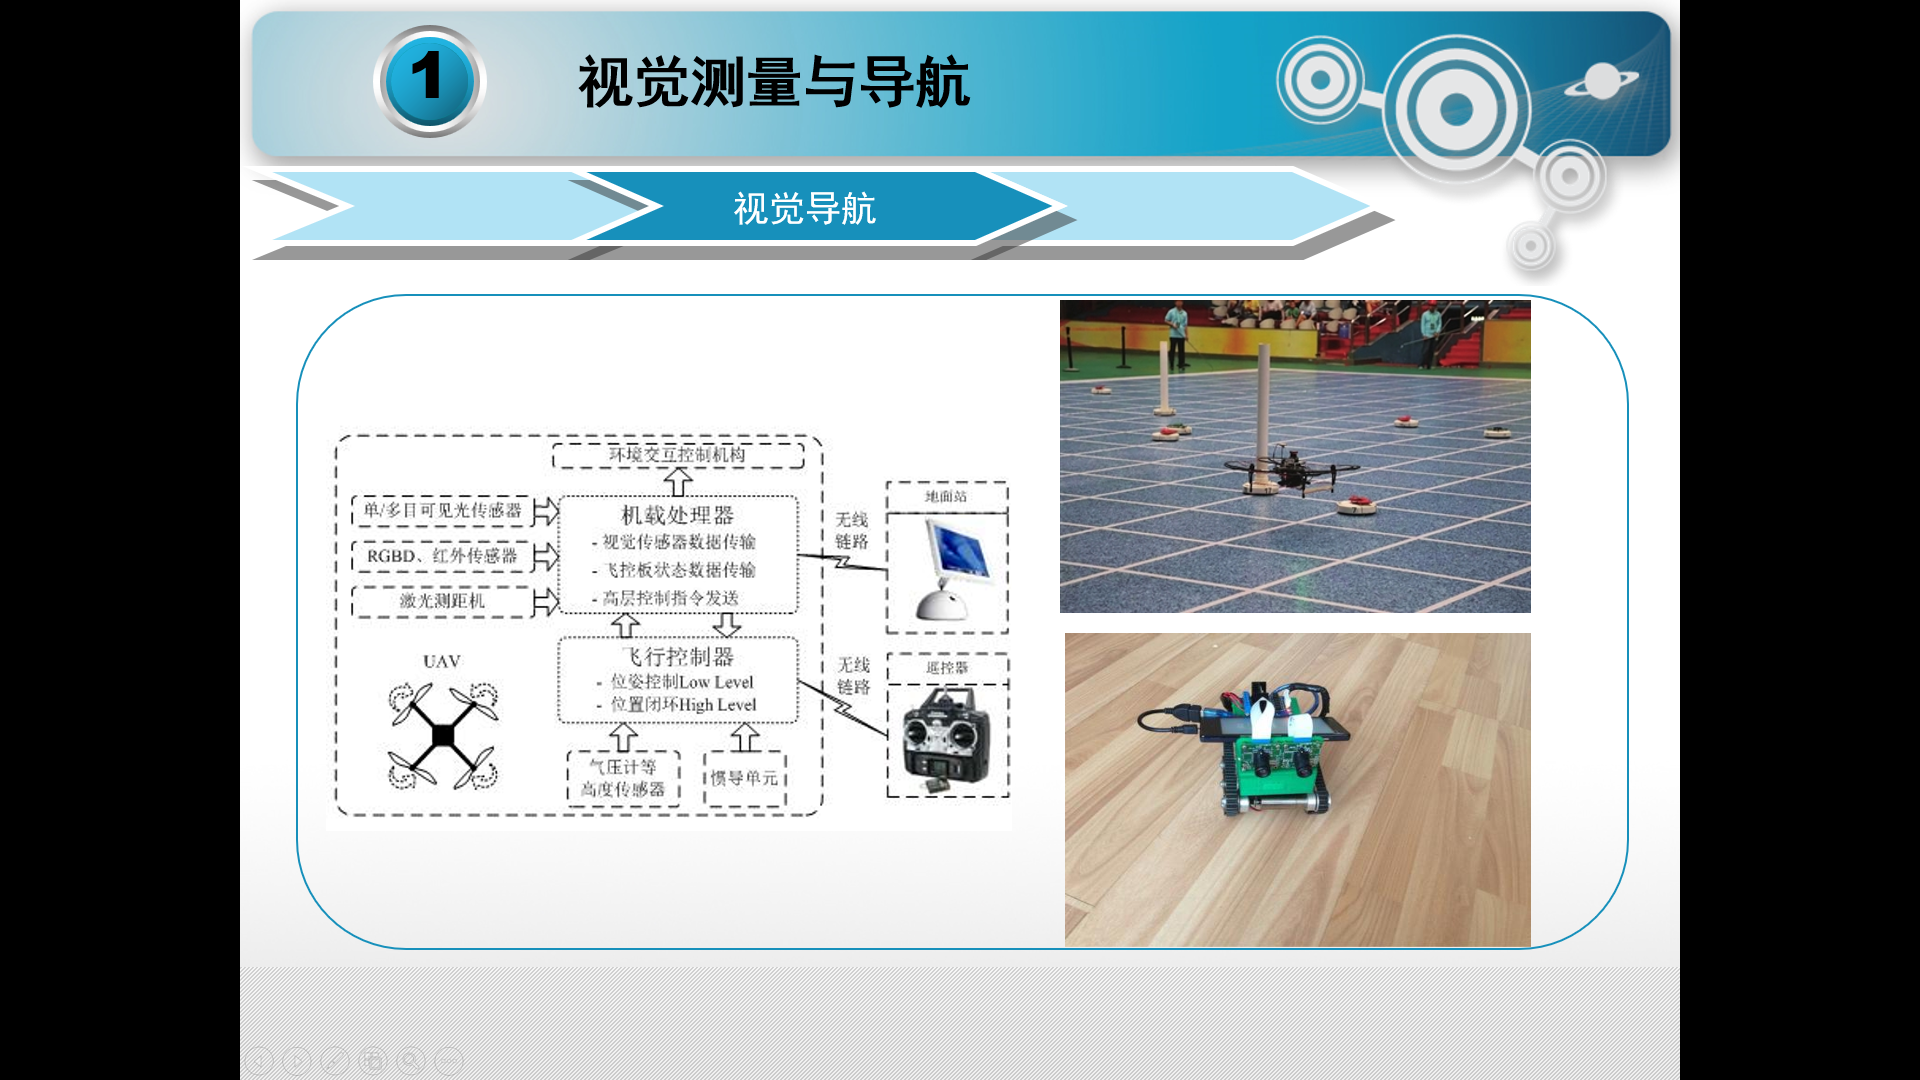 1
视觉测量与导航
视觉导航
环境交互控制机构
单/多目可见光传感器
RGBD、红外传感器
激光测距机
机载处理器
- 视觉传感器数据传输
- 飞控板状态数据传输
- 高层控制指令发送
无线
链路
地面站
UAV
飞行控制器
- 位姿控制Low Level
- 位置闭环High Level
无线
链路
遥控器
气压计等
高度传感器
惯导单元